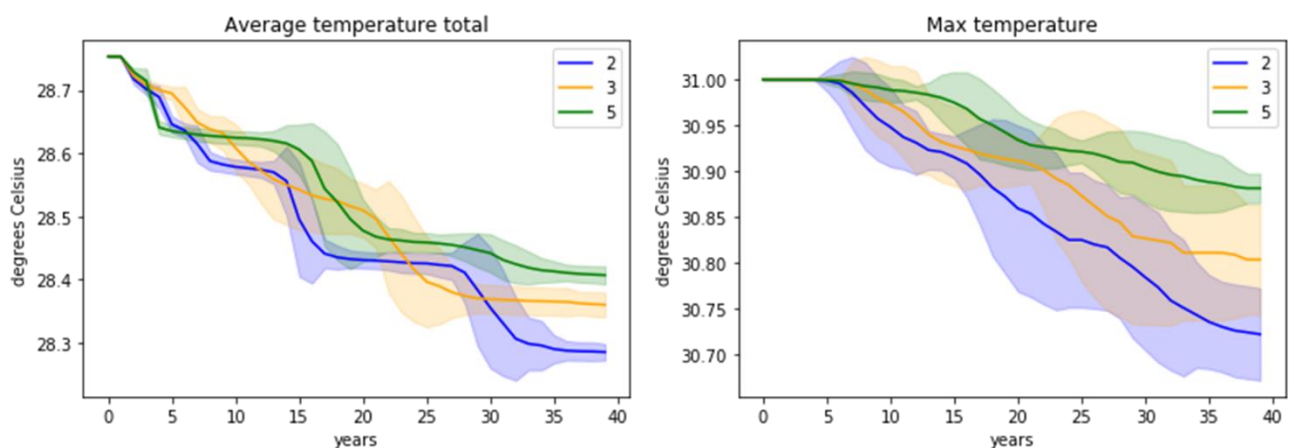 Average temperature total
degrees Celsius
28.7
28.6
28.5
28.4
28.3
0 5 10 15 20 25 30 35 40
years
2
3
5
Max temperature
degrees Celsius
31.00
30.95
30.90
30.85
30.80
30.75
30.70
0 5 10 15 20 25 30 35 40
years
2
3
5